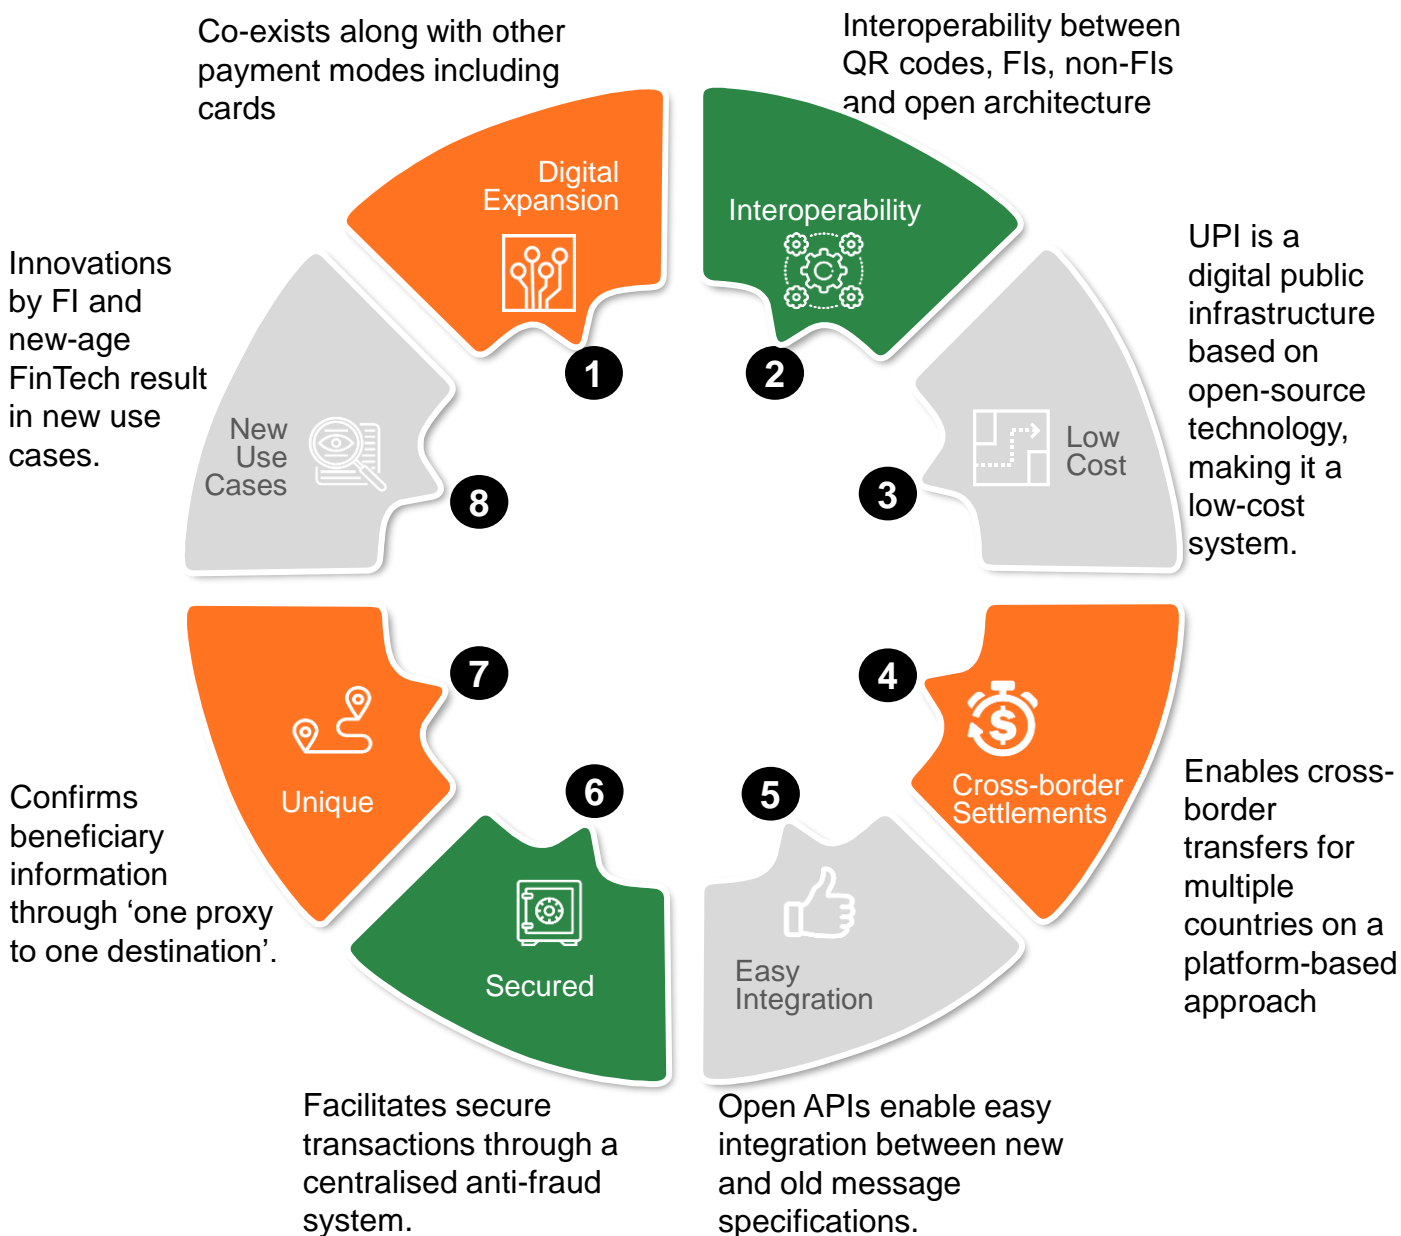 Co-exists along with other
payment modes including
cards
Digital
Expansion
1
Interoperability between
QR codes, FIs, non-FIs
and open architecture
Interoperability
2
UPI is a
digital public
infrastructure
based on
open-source
technology,
making it a
low-cost
system.
Low
Cost
3
Enables cross-
border
transfers for
multiple
countries on a
platform-based
approach
$
Cross-border
Settlements
4
Open APIs enable easy
integration between new
and old message
specifications.
Easy
Integration
5
Facilitates secure
transactions through a
centralised anti-fraud
system.
Secured
6
Confirms
beneficiary
information
through ‘one proxy
to one destination’.
Unique
7
Innovations
by FI and
new-age
FinTech result
in new use
cases.
New
Use
Cases
8